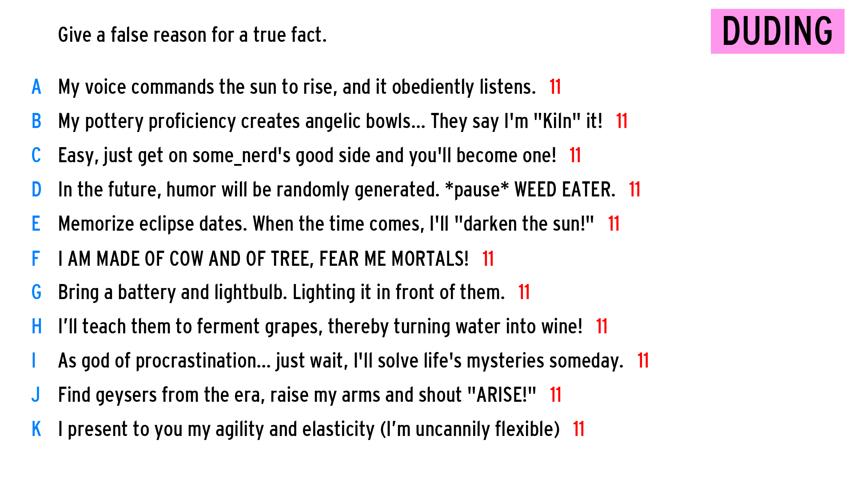 Give a false reason for a true fact.
DUDING
A My voice commands the sun to rise, and it obediently listens. 11
B My pottery proficiency creates angelic bowls... They say I'm "Kiln" it! 11
C Easy, just get on some_nerd's good side and you'll become one! 11
D In the future, humor will be randomly generated. *pause* WEED EATER. 11
E Memorize eclipse dates. When the time comes, I'll "darken the sun!" 11
F I AM MADE OF COW AND OF TREE, FEAR ME MORTALS! 11
G Bring a battery and lightbulb. Lighting it in front of them. 11
H I’ll teach them to ferment grapes, thereby turning water into wine! 11
I As god of procrastination... just wait, I'll solve life's mysteries someday. 11
J Find geysers from the era, raise my arms and shout "ARISE!" 11
K I present to you my agility and elasticity (I’m uncannily flexible) 11